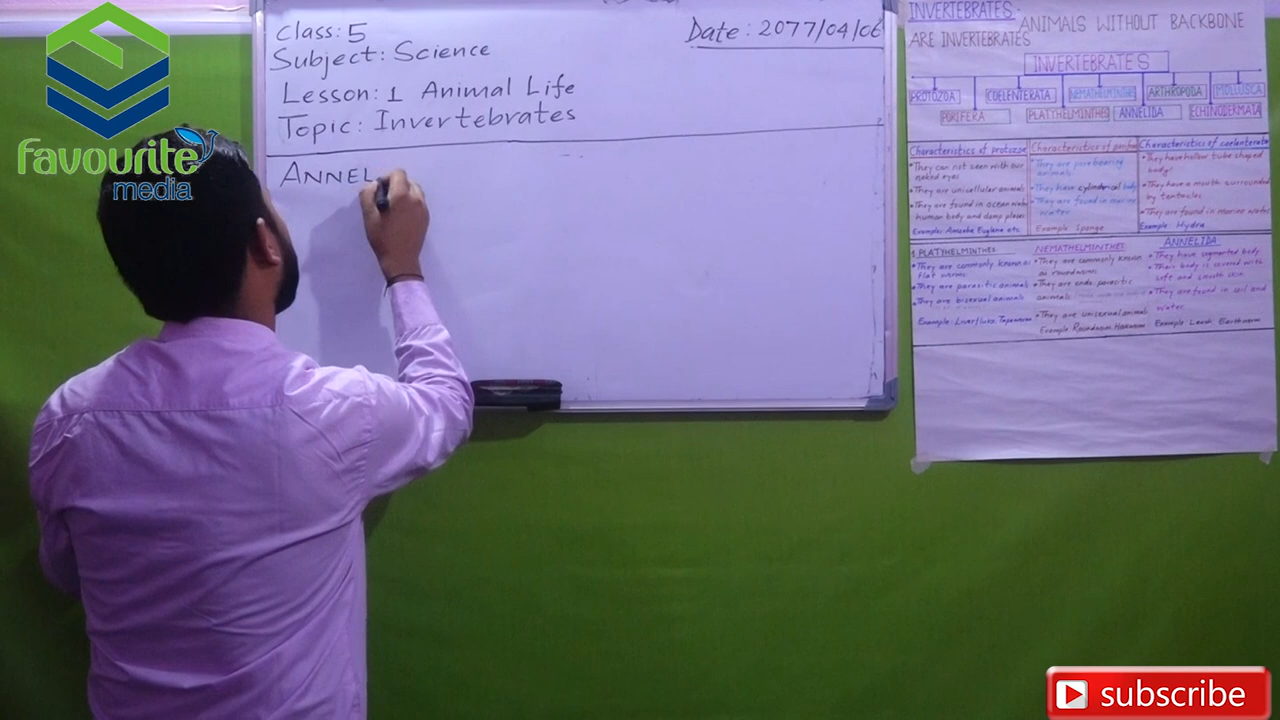 favourite
media
Class: 5
Subject: Science
Date: 2077/04/06
Lesson: 1 Animal Life
Topic: Invertebrates
ANNEL
INVERTEBRATES: ANIMALS WITHOUT BACKBONE
ARE INVERTEBRATES
INVERTEBRATES
PROTOZOA COELENTERATA NEMATHELMINTHES ARTHROPODA MOLLUSCA
PORIFERA PLATYHELMINTHES ANNELIDA ECHINODERMATA
Characteristics of protozoa
• They can not seen with our
naked eyes
• They are unicellular animals
• They are found in ocean water
human body and damp places
Example: Amoeba Euglena etc
Characteristics of
• They are pore bearing
animals
• They have cylindrical body
• They are found in marine
water
Example Sponge
Characteristics of coelenterate
• They have hollow tube shaped
body
• They have a mouth surrounded
by tentacles
• They are found in marine water
Example: Hydra
PLATYHELMINTHES
• They are commonly known as
flat worms
• They are parasitic animals
• They are bisexual animals
Example: Liverfluke, Tapeworm
NEMATHELMINTHES
• They are commonly known
as roundworms
• They are endo parasitic
animals
• They are unisexual animals
Example Roundworm, Hookworm
ANNELIDA
• They have segmented body
• Their body is covered with
soft and smooth skin
• They are found in soil and
water
Example Leech Earthworm
subscribe